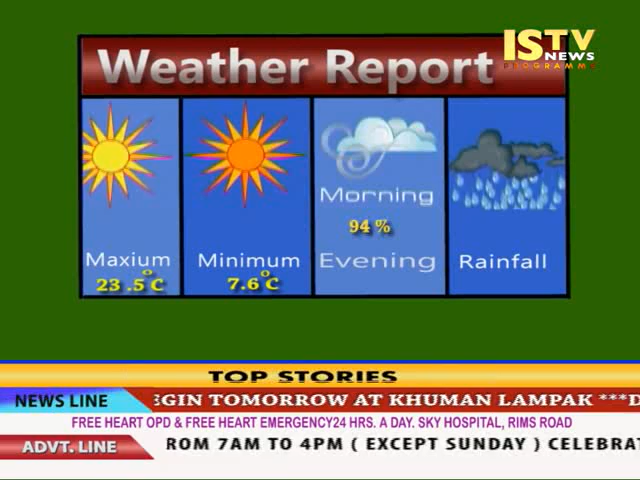 ISTV
NEWS
PROGRAMME
Weather Report
Morning
94 %
Maxium
Minimum
Evening
Rainfall
23 .5°C
7.6°C
TOP STORIES
NEWS LINE
EGIN TOMORROW AT KHUMAN LAMPAK ***D
FREE HEART OPD & FREE HEART EMERGENCY24 HRS. A DAY. SKY HOSPITAL, RIMS ROAD
ADVT. LINE
ROM 7AM TO 4PM ( EXCEPT SUNDAY ) CELEBRAT